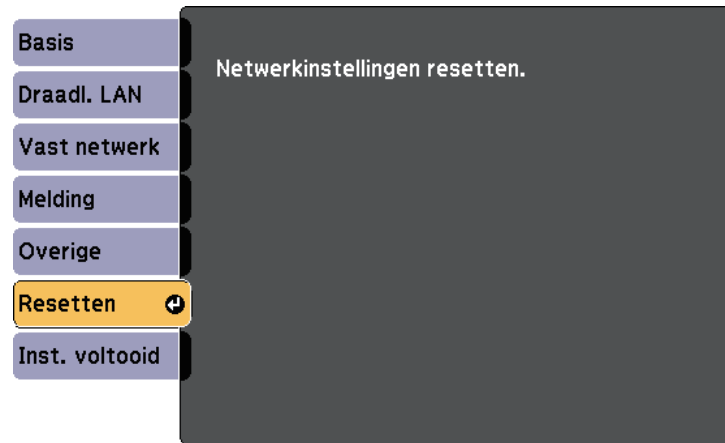 Basis
Draadl. LAN
Vast netwerk
Melding
Overige
Resetten
Inst. voltooid
Netwerkinstellingen resetten.